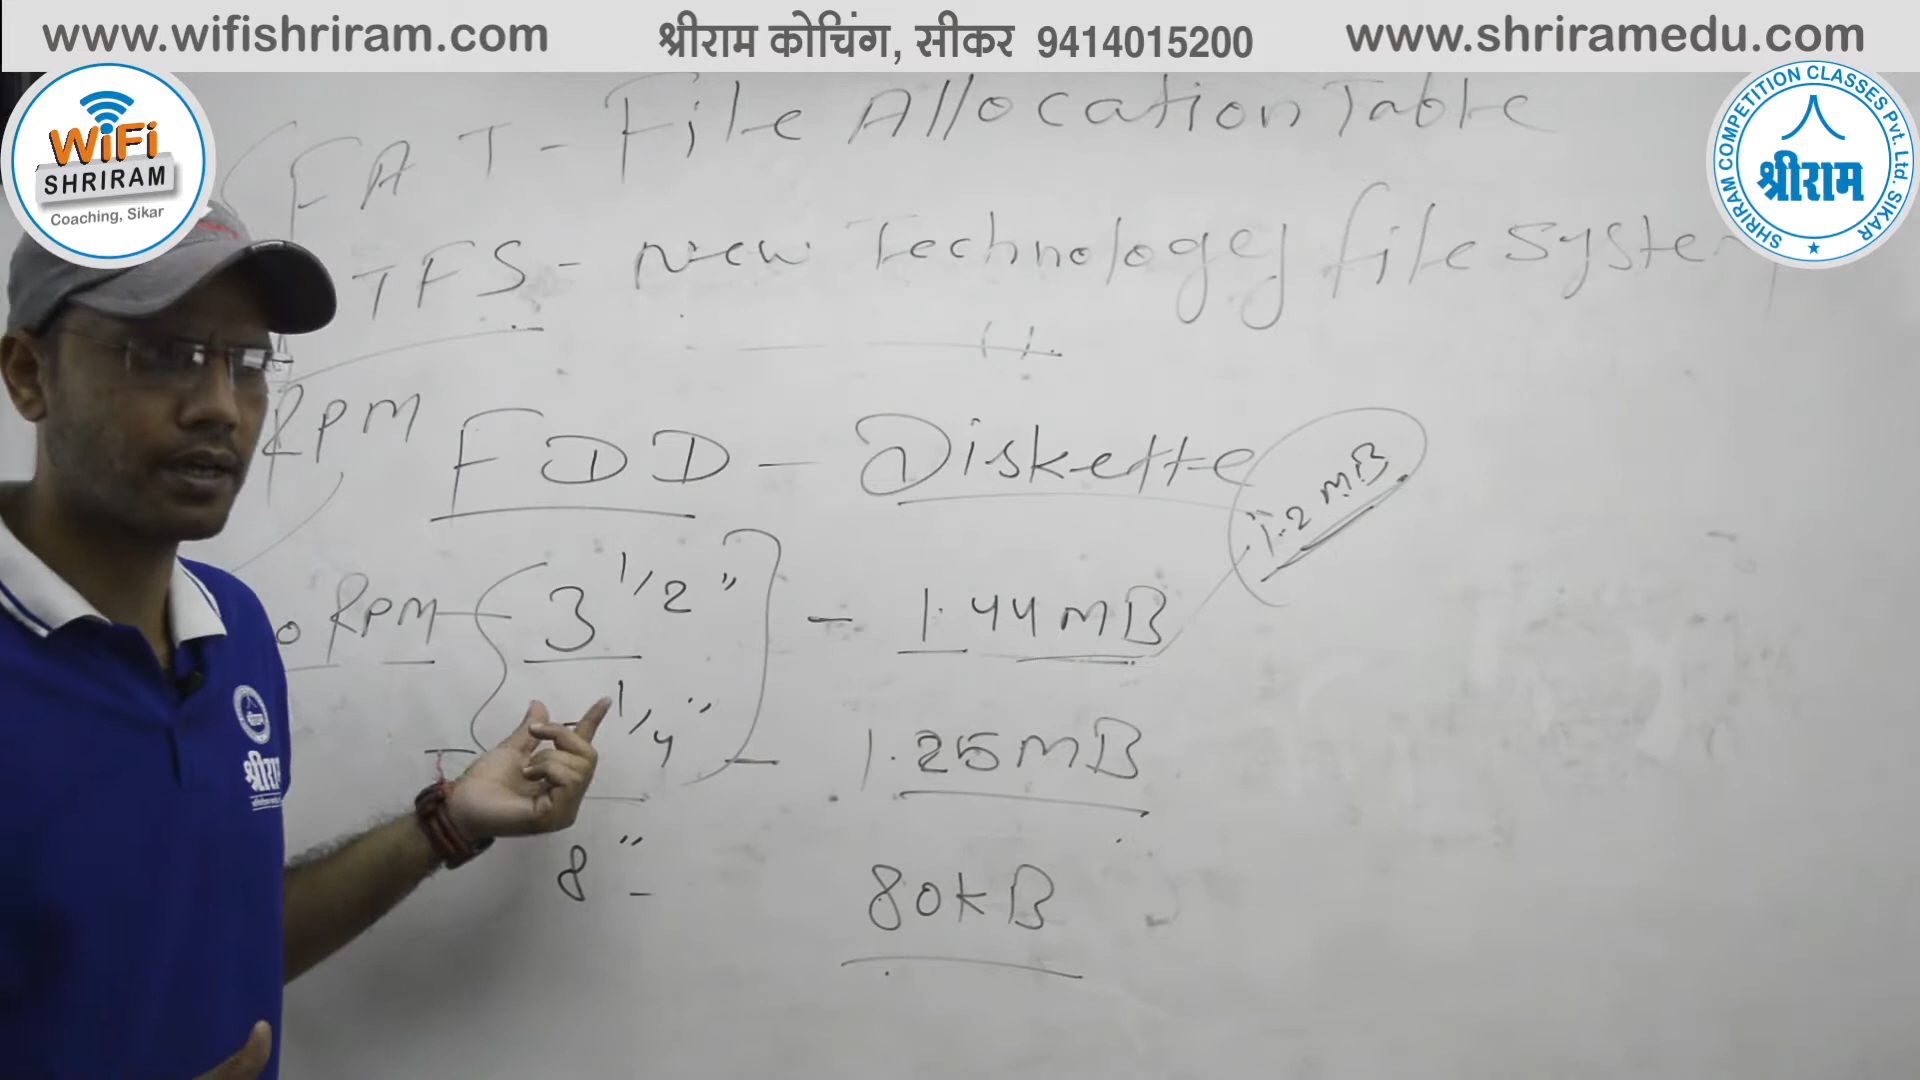 www.wifishriram.com
श्रीराम कोचिंग, सीकर 9414015200
www.shriramedu.com
WiFi
SHRIRAM
Coaching, Sikar
SHRIRAM COMPETITION CLASSES Pvt. Ltd. SIKAR
श्रीराम
FAT - File Allocation Table
TFS - New Technology file Syste
RPM
FDD - Diskette
1.2 MB
0 RPM 3 1/2" - 1.44 MB
1/4" - 1.25 MB
8" - 80KB